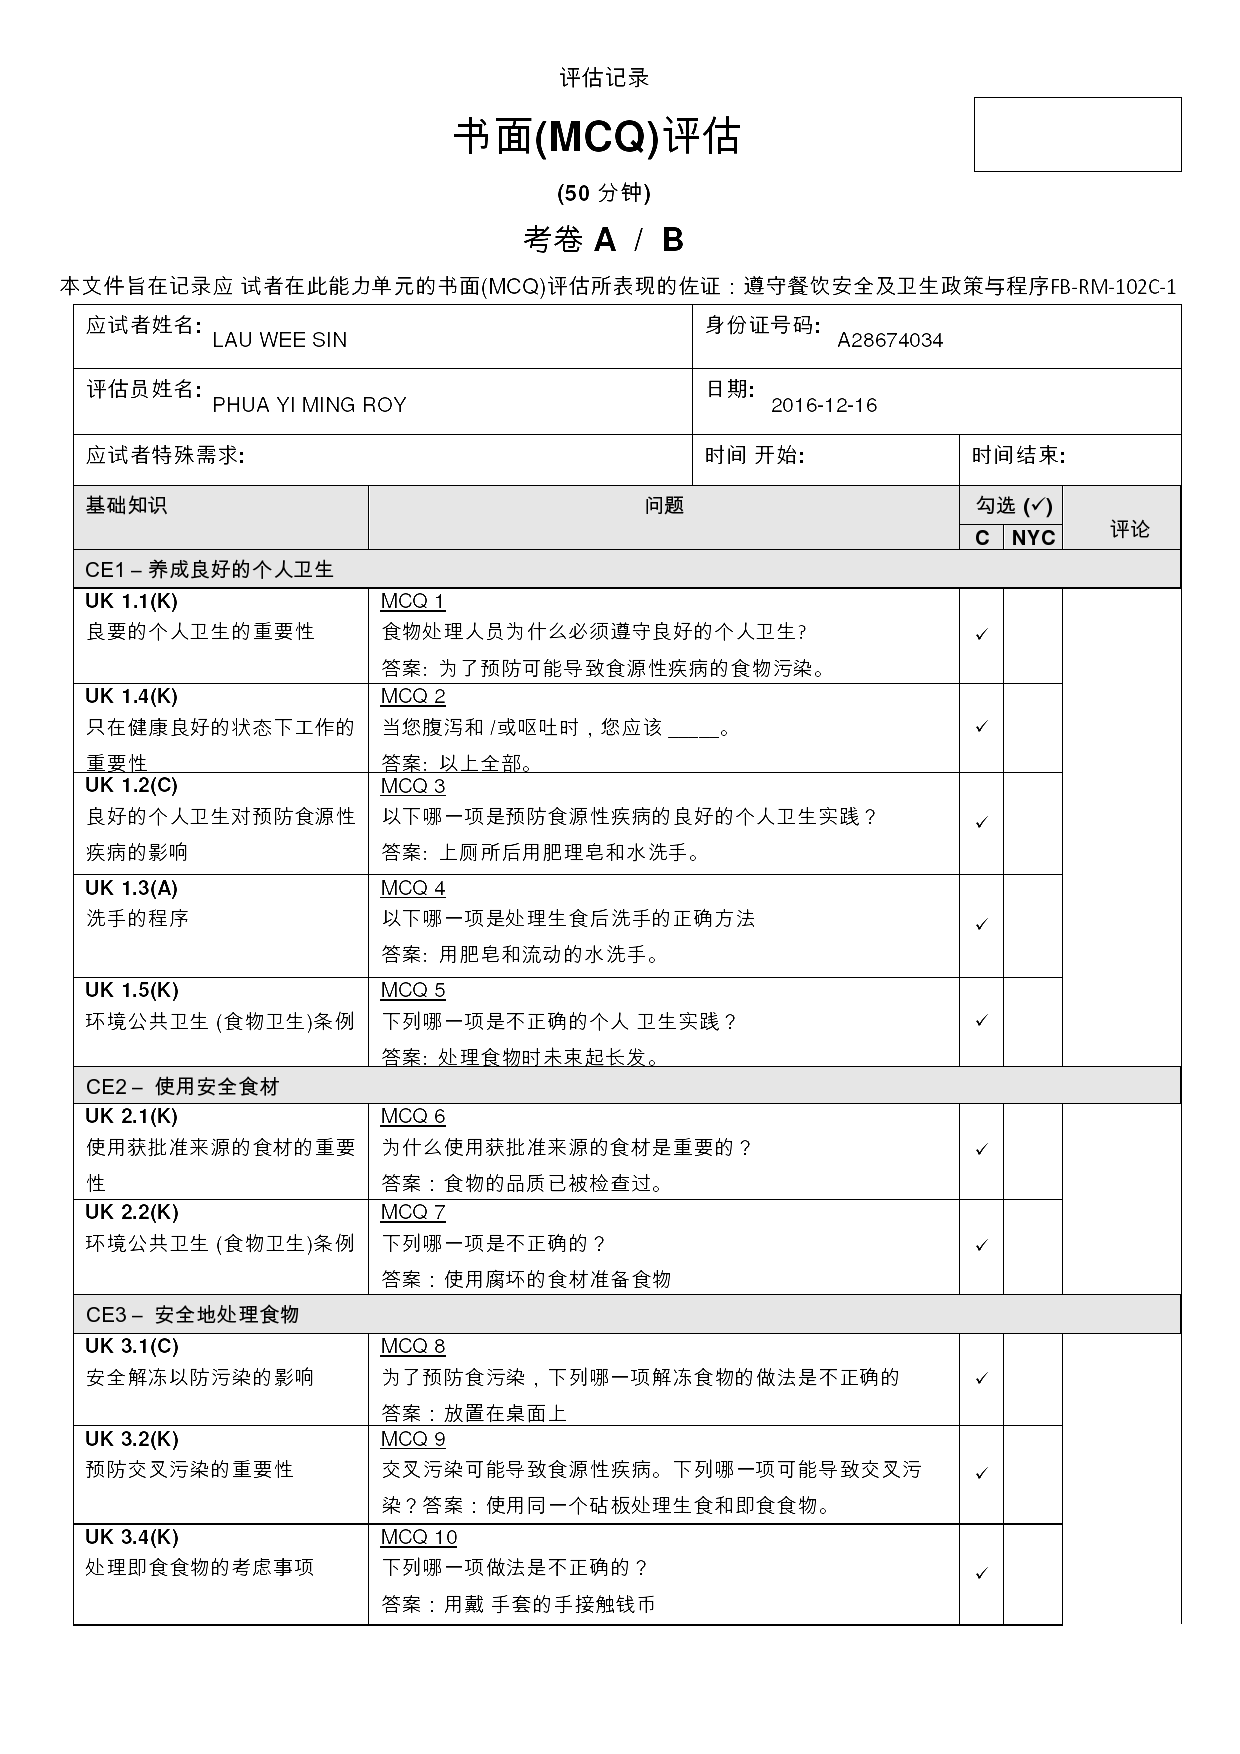 评估记录
书面(MCQ)评估
(50 分钟)
考卷 A / B
本文件旨在记录应 试者在此能力单元的书面(MCQ)评估所表现的佐证：遵守餐饮安全及卫生政策与程序FB-RM-102C-1
应试者姓名: LAU WEE SIN
身份证号码: A28674034
评估员姓名: PHUA YI MING ROY
日期: 2016-12-16
应试者特殊需求:
时间 开始:
时间结束:
基础知识
问题
勾选 (✓)
评论
C
NYC
CE1 – 养成良好的个人卫生
UK 1.1(K)
良要的个人卫生的重要性
MCQ 1
食物处理人员为什么必须遵守良好的个人卫生?
答案: 为了预防可能导致食源性疾病的食物污染。
✓
UK 1.4(K)
只在健康良好的状态下工作的
重要性
MCQ 2
当您腹泻和 /或呕吐时，您应该 _____。
答案: 以上全部。
✓
UK 1.2(C)
良好的个人卫生对预防食源性
疾病的影响
MCQ 3
以下哪一项是预防食源性疾病的良好的个人卫生实践？
答案: 上厕所后用肥理皂和水洗手。
✓
UK 1.3(A)
洗手的程序
MCQ 4
以下哪一项是处理生食后洗手的正确方法
答案: 用肥皂和流动的水洗手。
✓
UK 1.5(K)
环境公共卫生 (食物卫生)条例
MCQ 5
下列哪一项是不正确的个人 卫生实践？
答案: 处理食物时未束起长发。
✓
CE2 – 使用安全食材
UK 2.1(K)
使用获批准来源的食材的重要
性
MCQ 6
为什么使用获批准来源的食材是重要的？
答案：食物的品质已被检查过。
✓
UK 2.2(K)
环境公共卫生 (食物卫生)条例
MCQ 7
下列哪一项是不正确的？
答案：使用腐坏的食材准备食物
✓
CE3 – 安全地处理食物
UK 3.1(C)
安全解冻以防污染的影响
MCQ 8
为了预防食污染，下列哪一项解冻食物的做法是不正确的
答案：放置在桌面上
✓
UK 3.2(K)
预防交叉污染的重要性
MCQ 9
交叉污染可能导致食源性疾病。下列哪一项可能导致交叉污
染？答案：使用同一个砧板处理生食和即食食物。
✓
UK 3.4(K)
处理即食食物的考虑事项
MCQ 10
下列哪一项做法是不正确的？
答案：用戴 手套的手接触钱币
✓